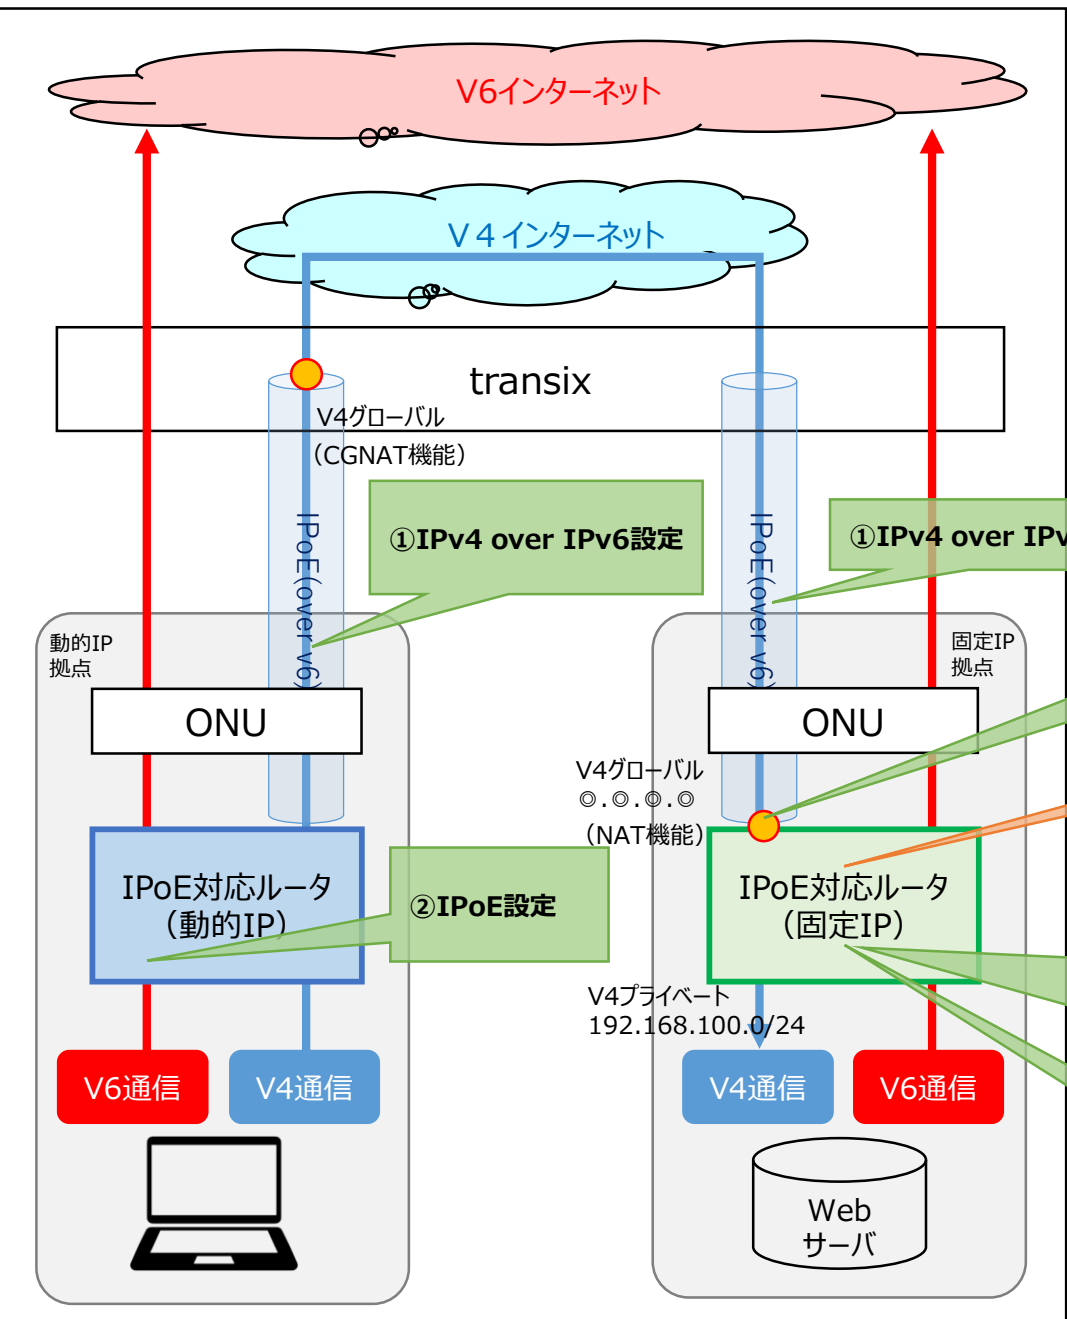 V6インターネット
V４インターネット
transix
V4グローバル
（CGNAT機能）
①IPv4 over IPv6設定
①IPv4 over IPv
IPoE(over v6)
IPoE(over v6)
動的IP
拠点
固定IP
拠点
ONU
ONU
V4グローバル
◎.◎.◎.◎
（NAT機能）
IPoE対応ルータ
（動的IP）
②IPoE設定
IPoE対応ルータ
（固定IP）
V4プライベート
192.168.100.0/24
V6通信
V4通信
V4通信
V6通信
Web
サーバ